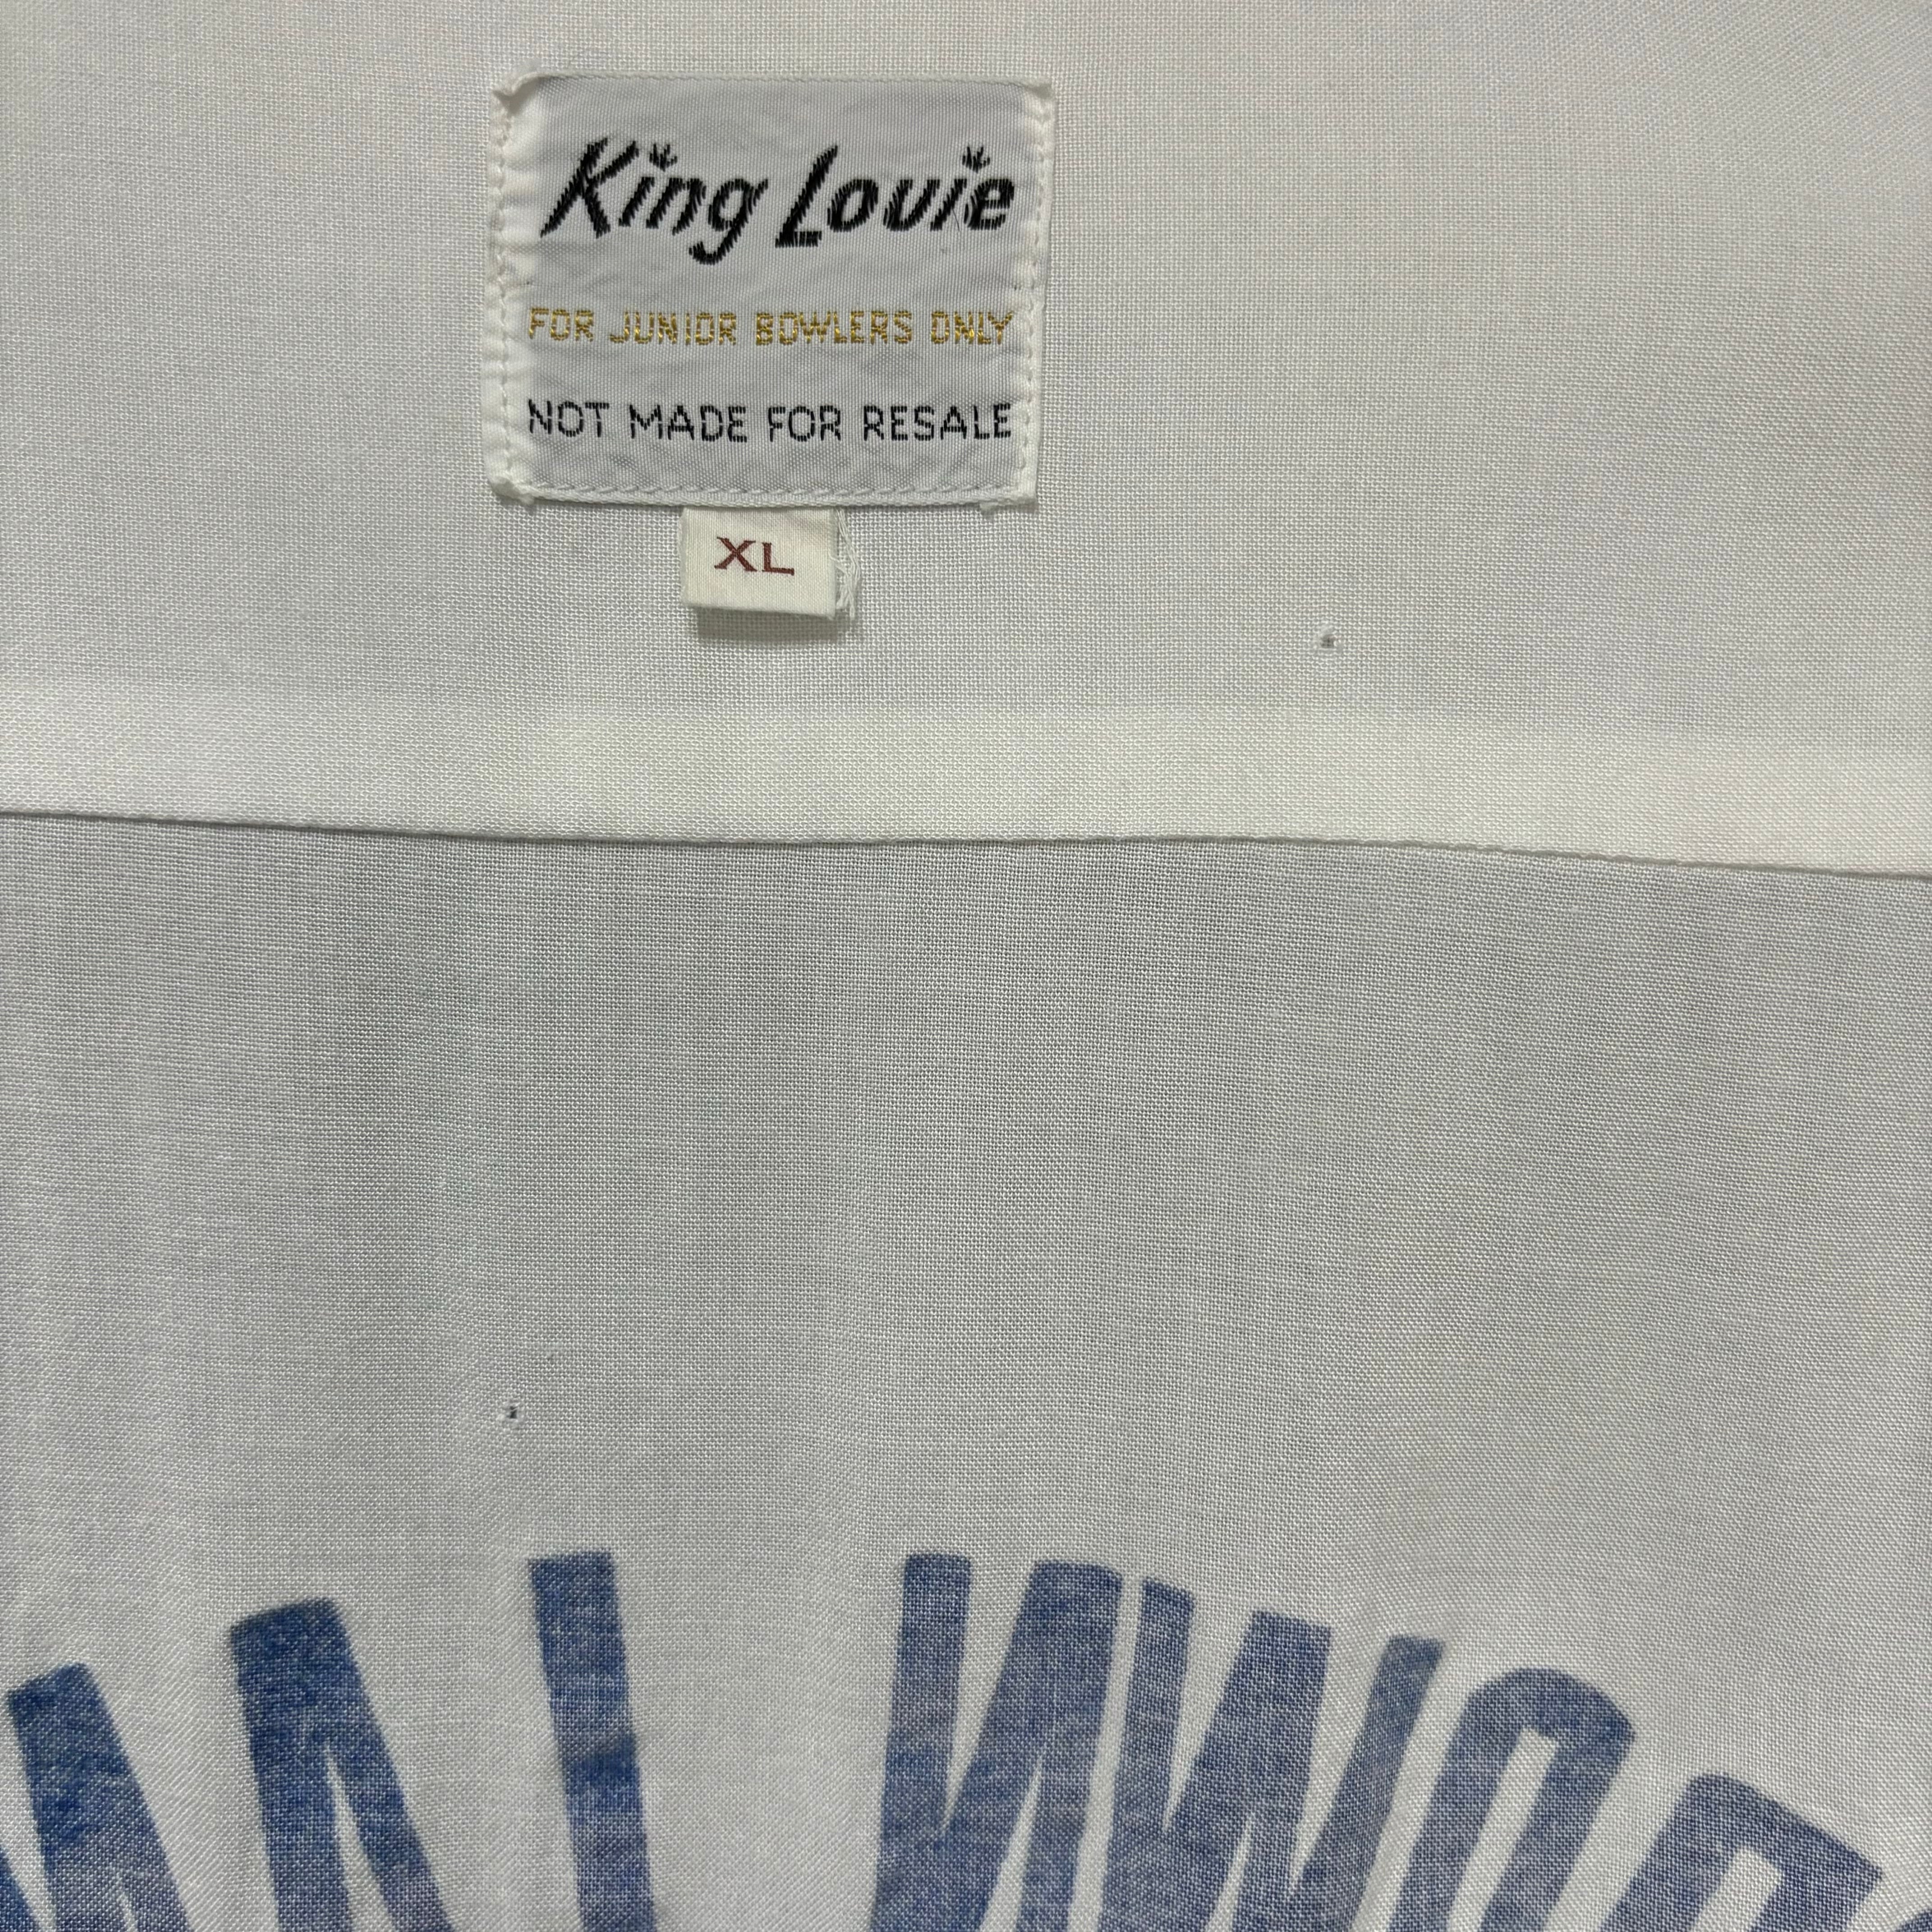 King Louie
FOR JUNIOR BOWLERS ONLY
NOT MADE FOR RESALE
XL